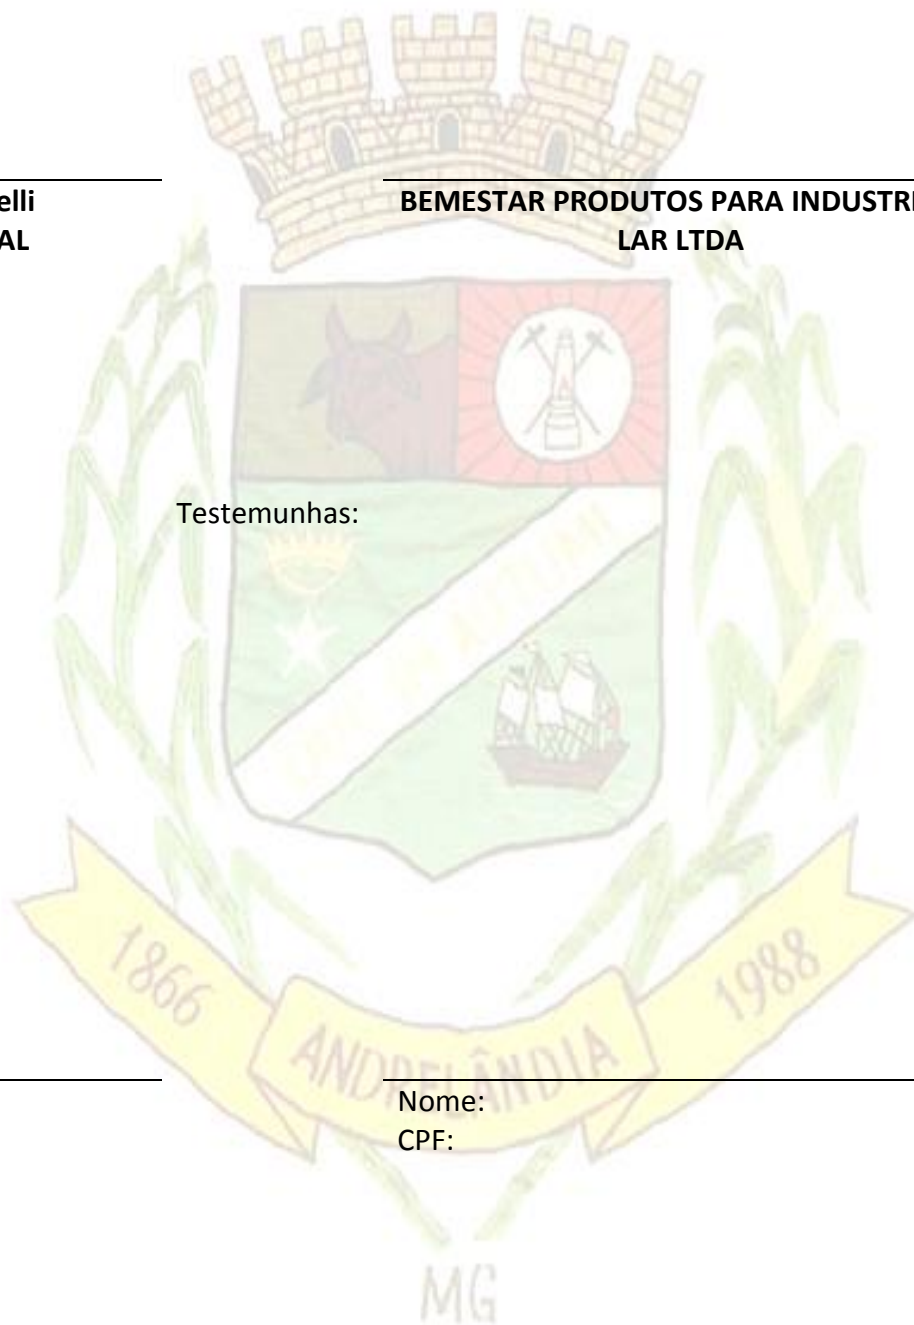 elli
AL
BEMESTAR PRODUTOS PARA INDUSTRI
LAR LTDA
Testemunhas:
1866
ANDRELÂNDIA
1988
Nome:
CPF:
MG